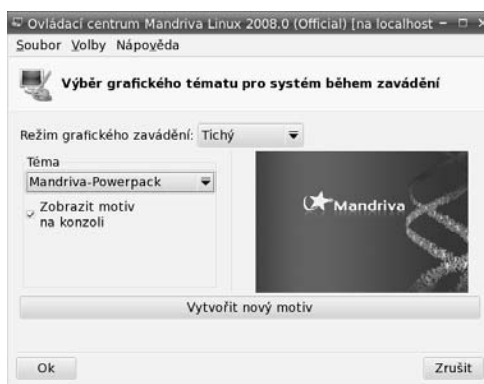 Ovládací centrum Mandriva Linux 2008.0 (Official) [na localhost
Soubor Volby Nápověda
Výběr grafického tématu pro systém během zavádění
Režim grafického zavádění: Tichý
Téma
Mandriva-Powerpack
Zobrazit motiv
na konzoli
Mandriva
Vytvořit nový motiv
Ok Zrušit